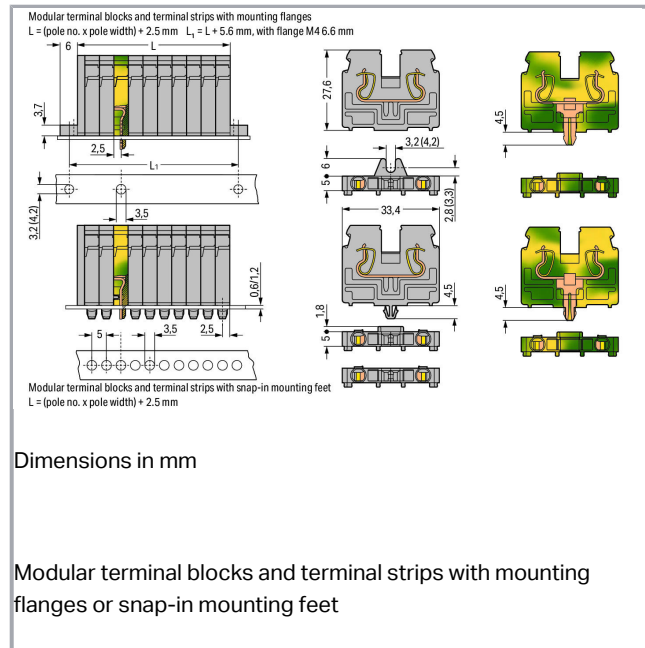 Modular terminal blocks and terminal strips with mounting flanges
L = (pole no. x pole width) + 2.5 mm L₁ = L + 5.6 mm, with flange M4 6.6 mm
6
L
3,7
2,5
L₁
3,2 (4,2)
3,5
27,6
3,2 (4,2)
6
5
2,8 (3,3)
33,4
4,5
0,6/1,2
5
3,5
2,5
4,5
1,8
5
4,5
Modular terminal blocks and terminal strips with snap-in mounting feet
L = (pole no. x pole width) + 2.5 mm
Dimensions in mm
Modular terminal blocks and terminal strips with mounting
flanges or snap-in mounting feet